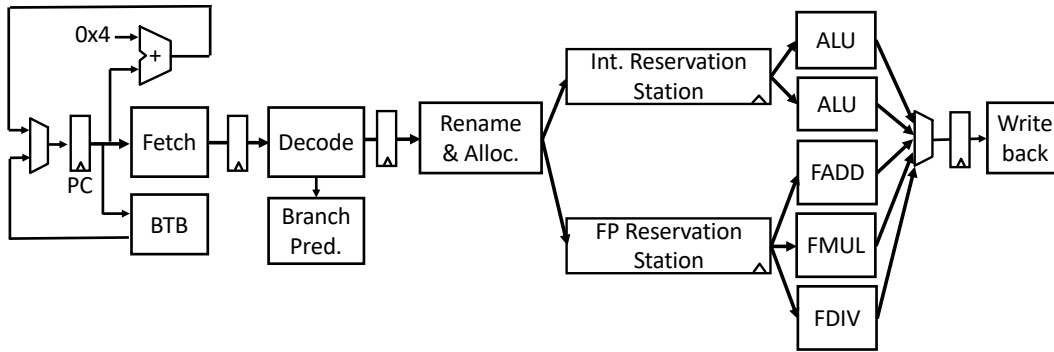 0x4
+
PC
Fetch
BTB
Decode
Branch
Pred.
Rename
& Alloc.
Int. Reservation
Station
FP Reservation
Station
ALU
ALU
FADD
FMUL
FDIV
Write
back